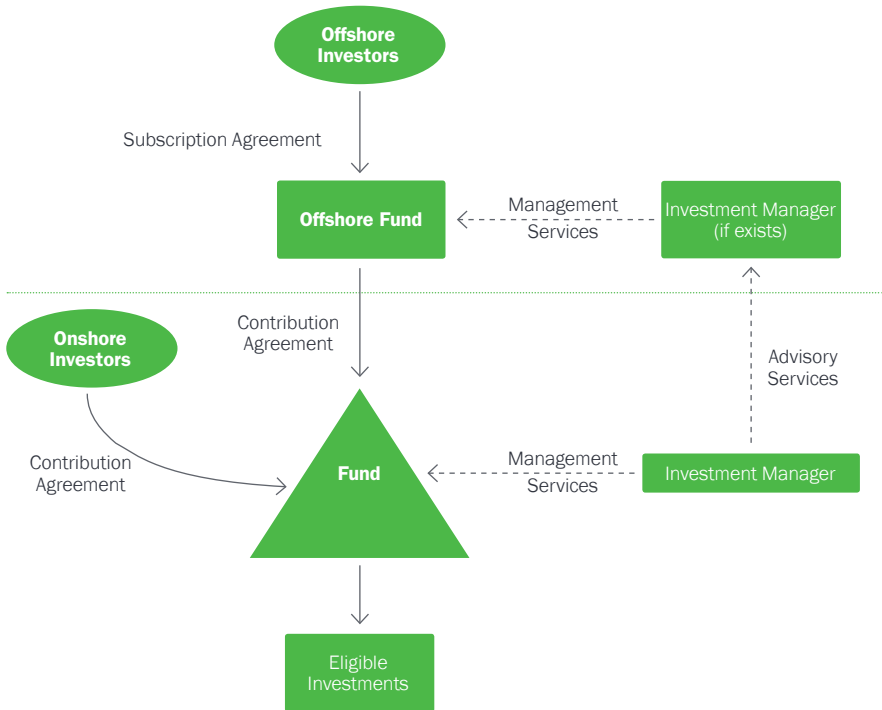 Offshore
Investors
Subscription Agreement
Offshore Fund
Management
Services
Investment Manager
(if exists)
Contribution
Agreement
Onshore
Investors
Advisory
Services
Contribution
Agreement
Fund
Management
Services
Investment Manager
Eligible
Investments